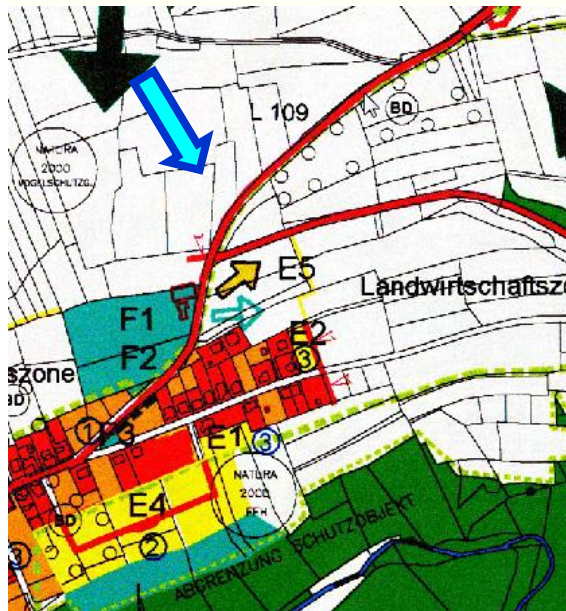 L 109
BD
NATURA
2000
VOGELSCHUTZG.
E5
Landwirtschaftsz
F1
F2
E2
3
szone
BD
1
3
E1
3
NATURA
2000
FFH
E4
BD
2
3
ABGRENZUNG SCHUTZOBJEKT